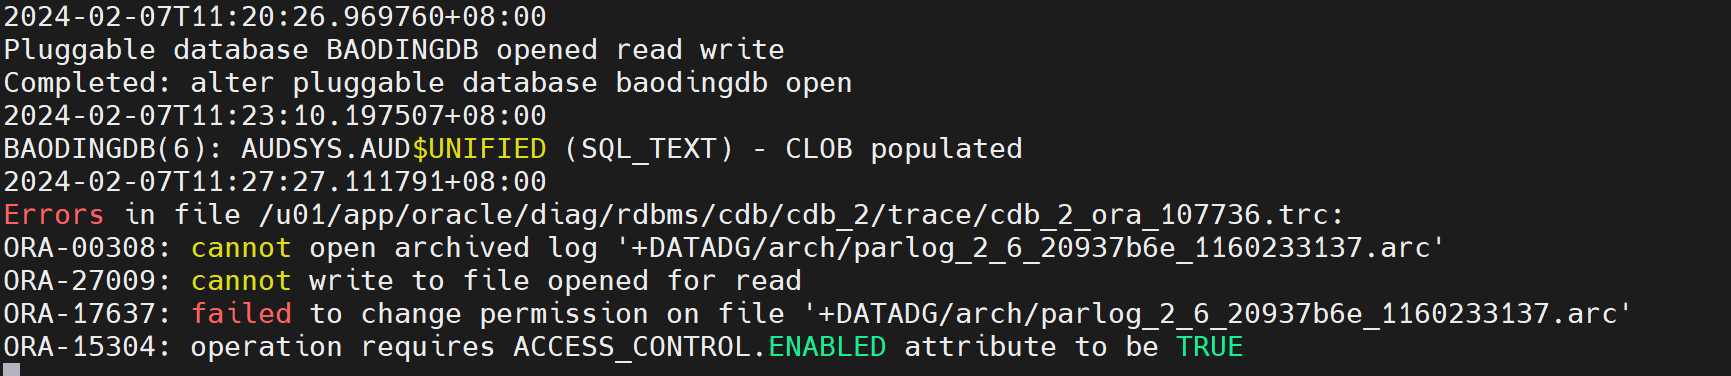 2024-02-07T11:20:26.969760+08:00
Pluggable database BAODINGDB opened read write
Completed: alter pluggable database baodingdb open
2024-02-07T11:23:10.197507+08:00
BAODINGDB(6): AUDSYS.AUD$UNIFIED (SQL_TEXT) - CLOB populated
2024-02-07T11:27:27.111791+08:00
Errors in file /u01/app/oracle/diag/rdbms/cdb/cdb_2/trace/cdb_2_ora_107736.trc:
ORA-00308: cannot open archived log '+DATADG/arch/parlog_2_6_20937b6e_1160233137.arc'
ORA-27009: cannot write to file opened for read
ORA-17637: failed to change permission on file '+DATADG/arch/parlog_2_6_20937b6e_1160233137.arc'
ORA-15304: operation requires ACCESS_CONTROL.ENABLED attribute to be TRUE